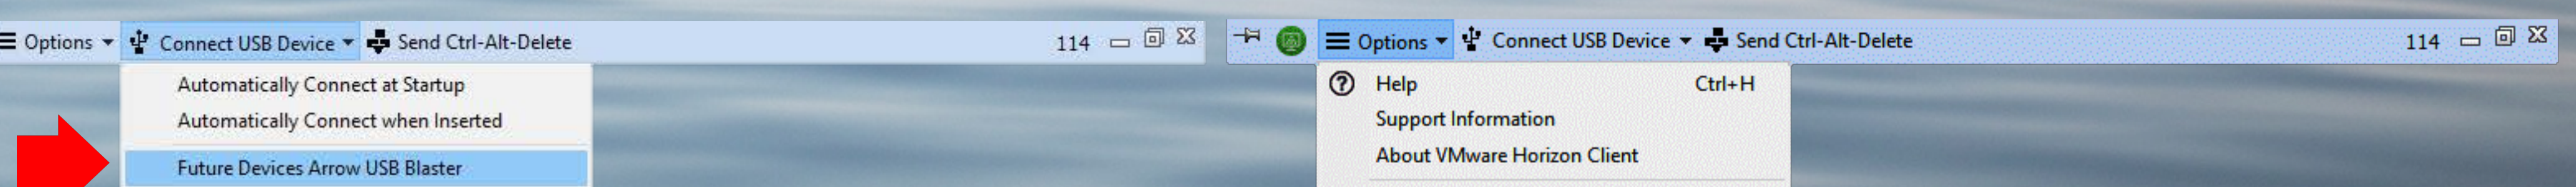 Options Connect USB Device Send Ctrl-Alt-Delete 114
Automatically Connect at Startup
Automatically Connect when Inserted
Future Devices Arrow USB Blaster
Options Connect USB Device Send Ctrl-Alt-Delete 114
Help Ctrl+H
Support Information
About VMware Horizon Client